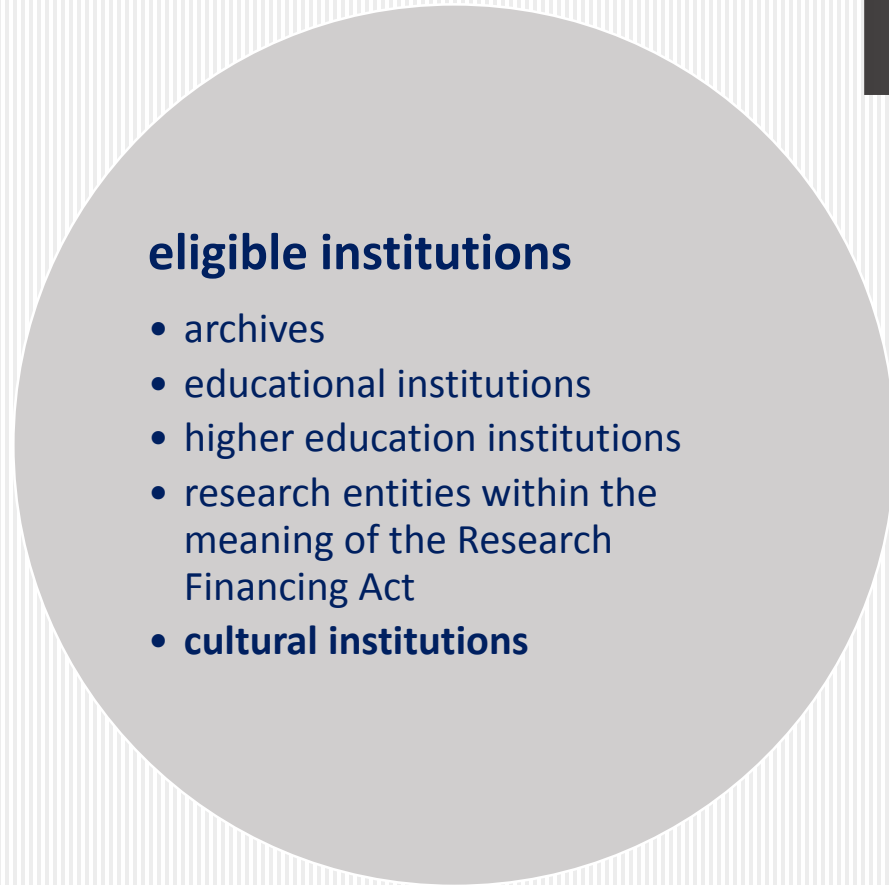 eligible institutions
• archives
• educational institutions
• higher education institutions
• research entities within the
meaning of the Research
Financing Act
• cultural institutions